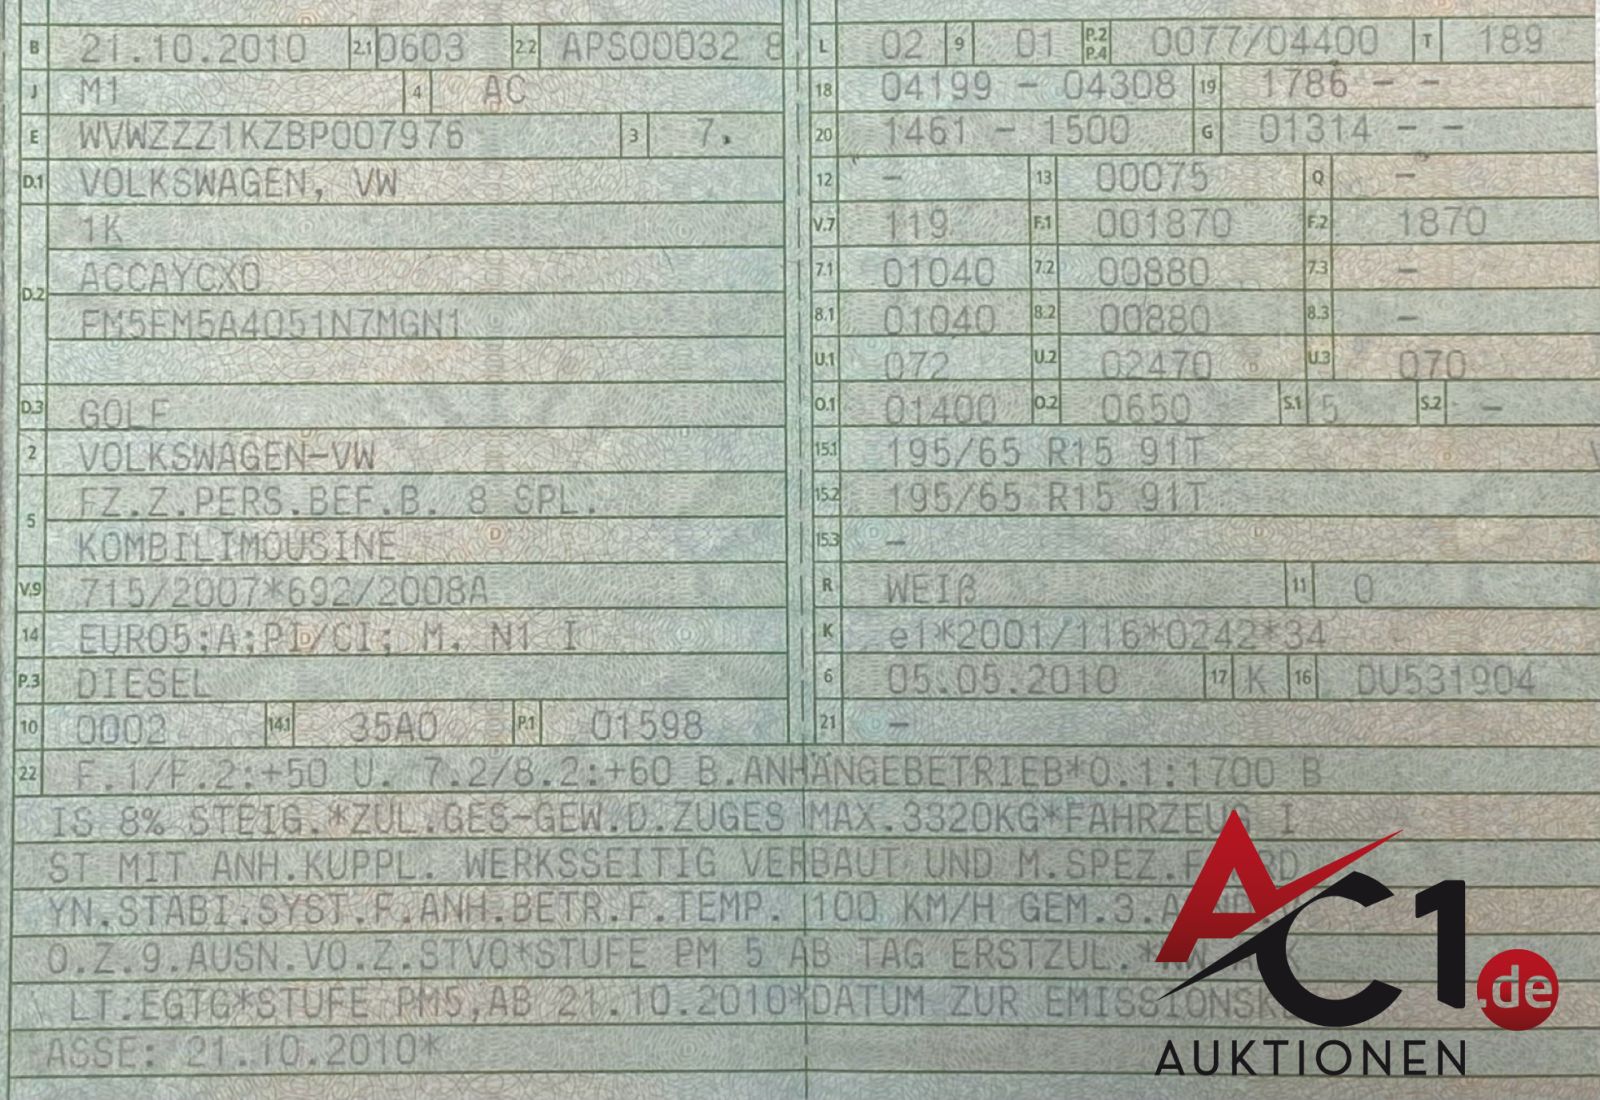 B 21.10.2010 2.1 0603 2.2 APS00032 8
J M1 4 AC
E WVWZZZ1KZBP007976 3 7.
D.1 VOLKSWAGEN, VW
1K
D.2 ACCAYCX0
FM5FM5A4051N7MGN1
D.3 GOLF
2 VOLKSWAGEN-VW
5 FZ.Z.PERS.BEF.B. 8 SPL.
KOMBILIMOUSINE
V.9 715/2007*692/2008A
14 EURO5;A;PI/CI; M, N1 I
P.3 DIESEL
10 0002 14.1 35A0 P.1 01598
L 02 9 01 P.2 P.4 0077/04400 T 189
18 04199 - 04308 19 1786 - -
20 1461 - 1500 G 01314 - -
12 - 13 00075 Q -
V.7 119 F.1 001870 F.2 1870
7.1 01040 7.2 00880 7.3 -
8.1 01040 8.2 00880 8.3 -
U.1 072 U.2 02470 U.3 070
O.1 01400 O.2 0650 S.1 5 S.2 -
15.1 195/65 R15 91T
15.2 195/65 R15 91T
15.3 -
R WEIß 11 0
K e1*2001/116*0242*34
6 05.05.2010 17 K 16 DU531904
21 -
22 F.1/F.2:+50 U. 7.2/8.2:+60 B.ANHÄNGEBETRIEB*O.1:1700 B
IS 8% STEIG.*ZUL.GES-GEW.D.ZUGES MAX.3320KG*FAHRZEUG I
ST MIT ANH.KUPPL. WERKSSEITIG VERBAUT UND M.SPEZ.
YN.STABI.SYST.F.ANH.BETR.F.TEMP. 100 KM/H GEM.3.
O.Z.9.AUSN.VO.Z.STVO*STUFE PM 5 AB TAG ERSTZUL.*
LT:EGTG*STUFE PM5,AB 21.10.2010*DATUM ZUR EMISSIONSKL
ASSE: 21.10.2010*
AC1.de
AUKTIONEN